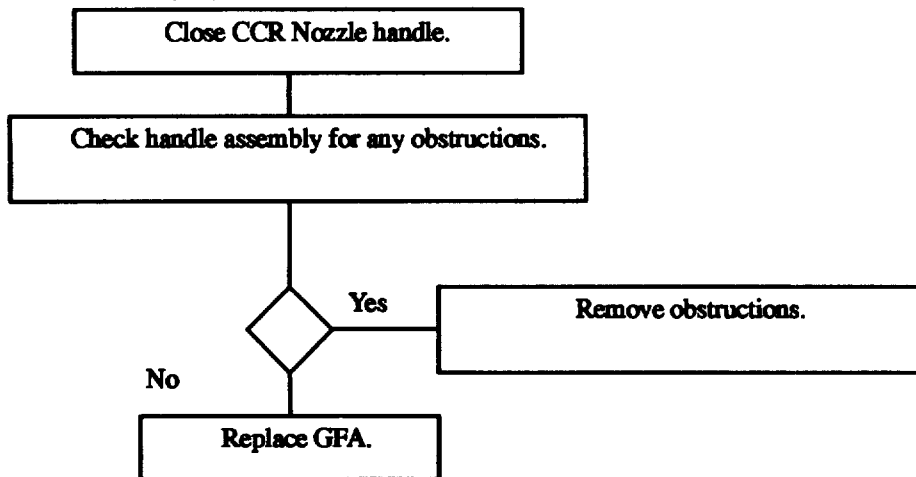 Close CCR Nozzle handle.
Check handle assembly for any obstructions.
Yes
Remove obstructions.
No
Replace GFA.